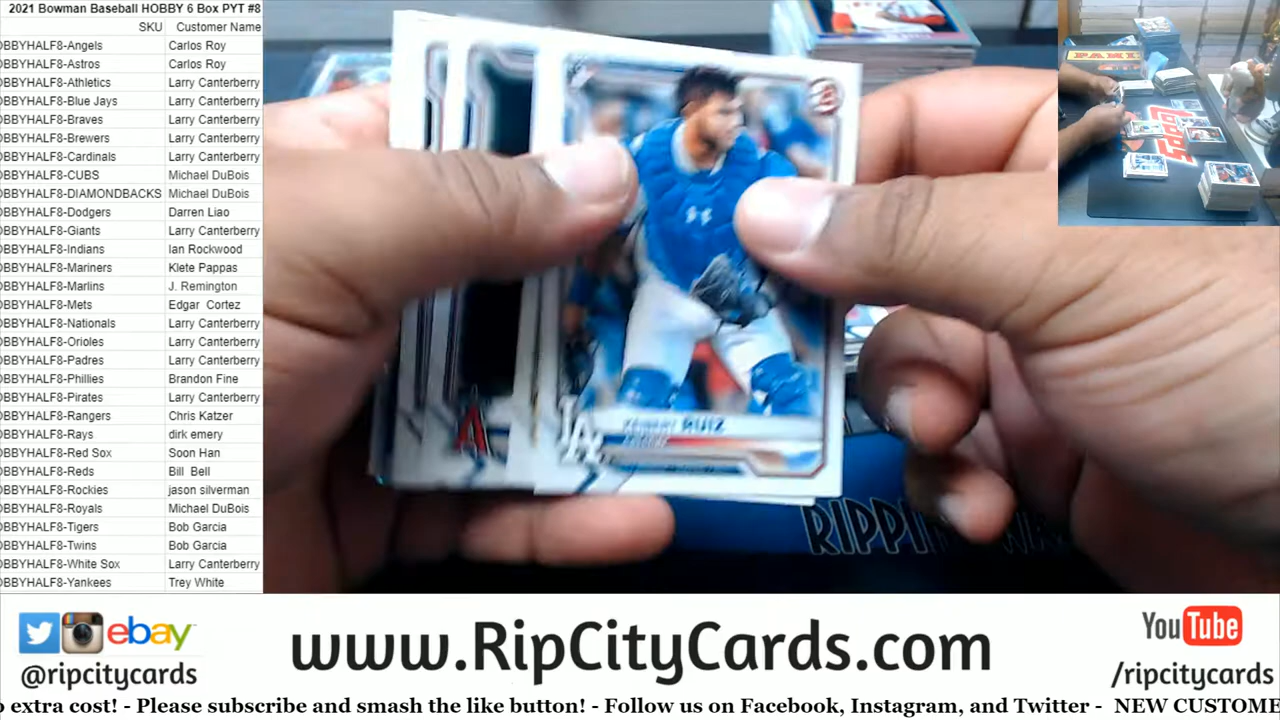 2021 Bowman Baseball HOBBY 6 Box PYT #8
SKU Customer Name
OBBYHALF8-Angels Carlos Roy
OBBYHALF8-Astros Carlos Roy
OBBYHALF8-Athletics Larry Canterberry
OBBYHALF8-Blue Jays Larry Canterberry
OBBYHALF8-Braves Larry Canterberry
OBBYHALF8-Brewers Larry Canterberry
OBBYHALF8-Cardinals Larry Canterberry
OBBYHALF8-CUBS Michael DuBois
OBBYHALF8-DIAMONDBACKS Michael DuBois
OBBYHALF8-Dodgers Darren Liao
OBBYHALF8-Giants Larry Canterberry
OBBYHALF8-Indians Ian Rockwood
OBBYHALF8-Mariners Klete Pappas
OBBYHALF8-Marlins J. Remington
OBBYHALF8-Mets Edgar Cortez
OBBYHALF8-Nationals Larry Canterberry
OBBYHALF8-Orioles Larry Canterberry
OBBYHALF8-Padres Larry Canterberry
OBBYHALF8-Phillies Brandon Fine
OBBYHALF8-Pirates Larry Canterberry
OBBYHALF8-Rangers Chris Katzer
OBBYHALF8-Rays dirk emery
OBBYHALF8-Red Sox Soon Han
OBBYHALF8-Reds Bill Bell
OBBYHALF8-Rockies jason silverman
OBBYHALF8-Royals Michael DuBois
OBBYHALF8-Tigers Bob Garcia
OBBYHALF8-Twins Bob Garcia
OBBYHALF8-White Sox Larry Canterberry
OBBYHALF8-Yankees Trey White
PANINI
TOPPS
LA
RUIZ
A
RIPPIN
ebay
@ripcitycards
www.RipCityCards.com
YouTube
/ripcitycards
o extra cost! - Please subscribe and smash the like button! - Follow us on Facebook, Instagram, and Twitter - NEW CUSTOME